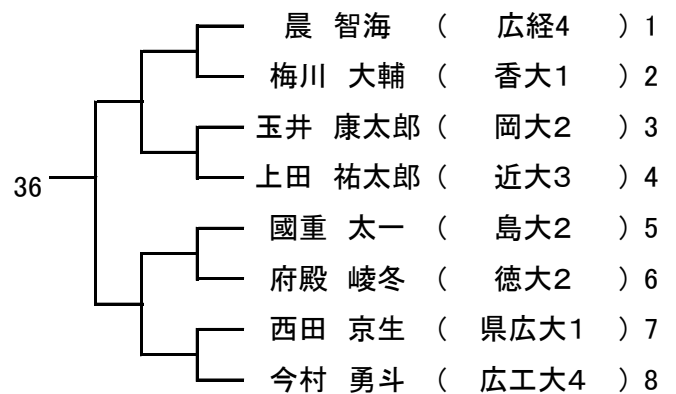 晨 智海 ( 広経4 ) 1
梅川 大輔 ( 香大1 ) 2
玉井 康太郎 ( 岡大2 ) 3
上田 祐太郎 ( 近大3 ) 4
36
國重 太一 ( 島大2 ) 5
府殿 崚冬 ( 徳大2 ) 6
西田 京生 ( 県広大1 ) 7
今村 勇斗 ( 広工大4 ) 8